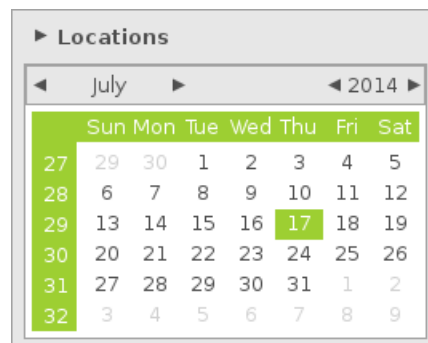 Locations
July 2014
Sun Mon Tue Wed Thu Fri Sat
27 29 30 1 2 3 4 5
28 6 7 8 9 10 11 12
29 13 14 15 16 17 18 19
30 20 21 22 23 24 25 26
31 27 28 29 30 31 1 2
32 3 4 5 6 7 8 9